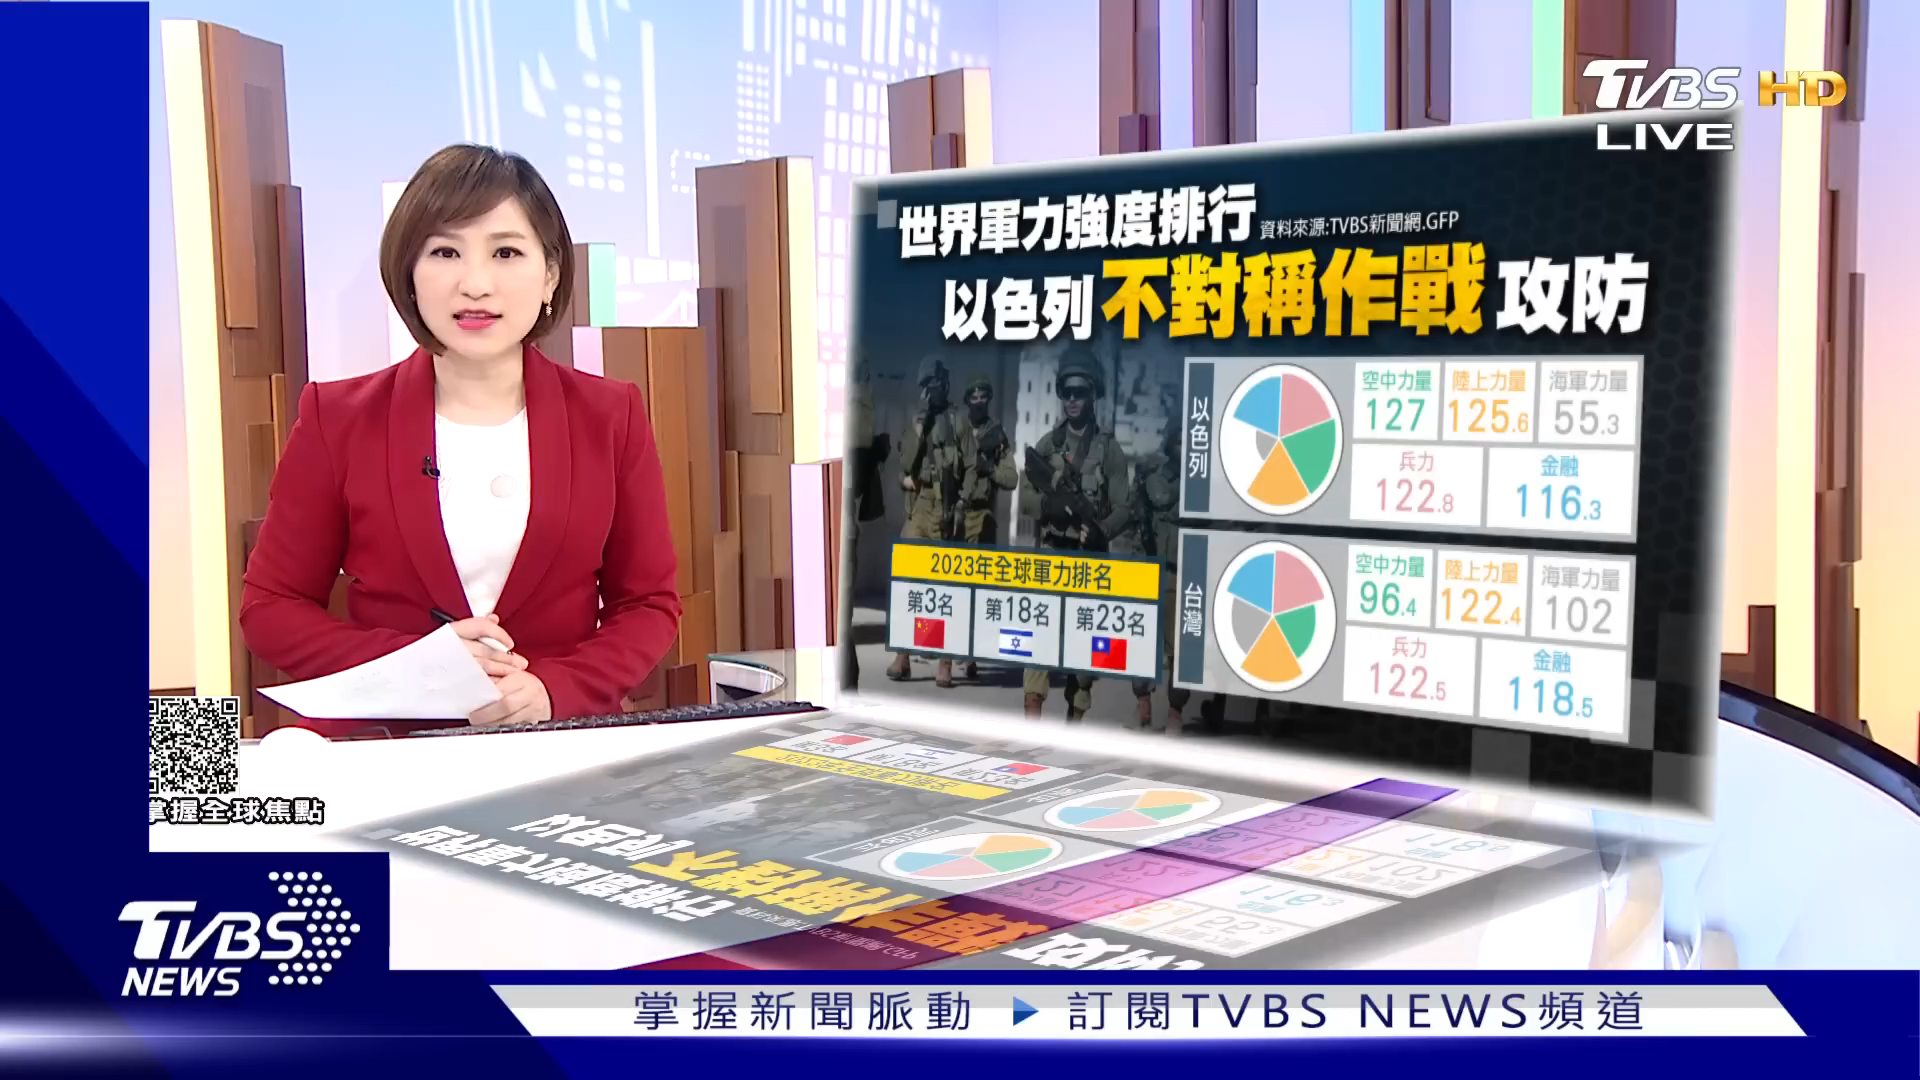 TVBS HD
LIVE
世界軍力強度排行
資料來源:TVBS新聞網.GFP
以色列不對稱作戰攻防
以色列
空中力量
127
陸上力量
125.6
海軍力量
55.3
兵力
122.8
金融
116.3
2023年全球軍力排名
第3名
第18名
第23名
台灣
空中力量
96.4
陸上力量
122.4
海軍力量
102
兵力
122.5
金融
118.5
掌握全球焦點
TVBS
NEWS
掌握新聞脈動
訂閱TVBS NEWS頻道